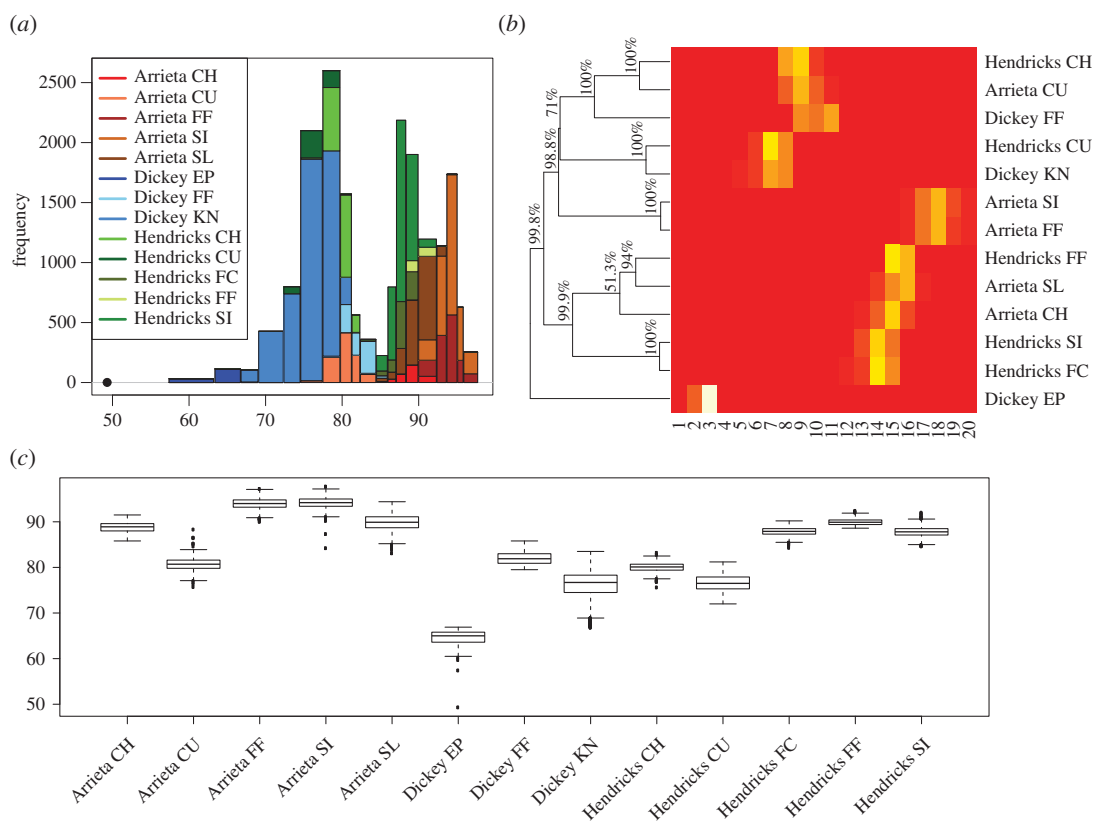 (a)
frequency
2500
2000
1500
1000
500
0
50
60
70
80
90
Arrieta CH
Arrieta CU
Arrieta FF
Arrieta SI
Arrieta SL
Dickey EP
Dickey FF
Dickey KN
Hendricks CH
Hendricks CU
Hendricks FC
Hendricks FF
Hendricks SI
(b)
99.8%
98.8%
71%
100%
100%
100%
100%
99.9%
51.3%
94%
100%
Hendricks CH
Arrieta CU
Dickey FF
Hendricks CU
Dickey KN
Arrieta SI
Arrieta FF
Hendricks FF
Arrieta SL
Arrieta CH
Hendricks SI
Hendricks FC
Dickey EP
1 2 3 4 5 6 7 8 9 10 11 12 13 14 15 16 17 18 19 20
(c)
90
80
70
60
50
Arrieta CH
Arrieta CU
Arrieta FF
Arrieta SI
Arrieta SL
Dickey EP
Dickey FF
Dickey KN
Hendricks CH
Hendricks CU
Hendricks FC
Hendricks FF
Hendricks SI